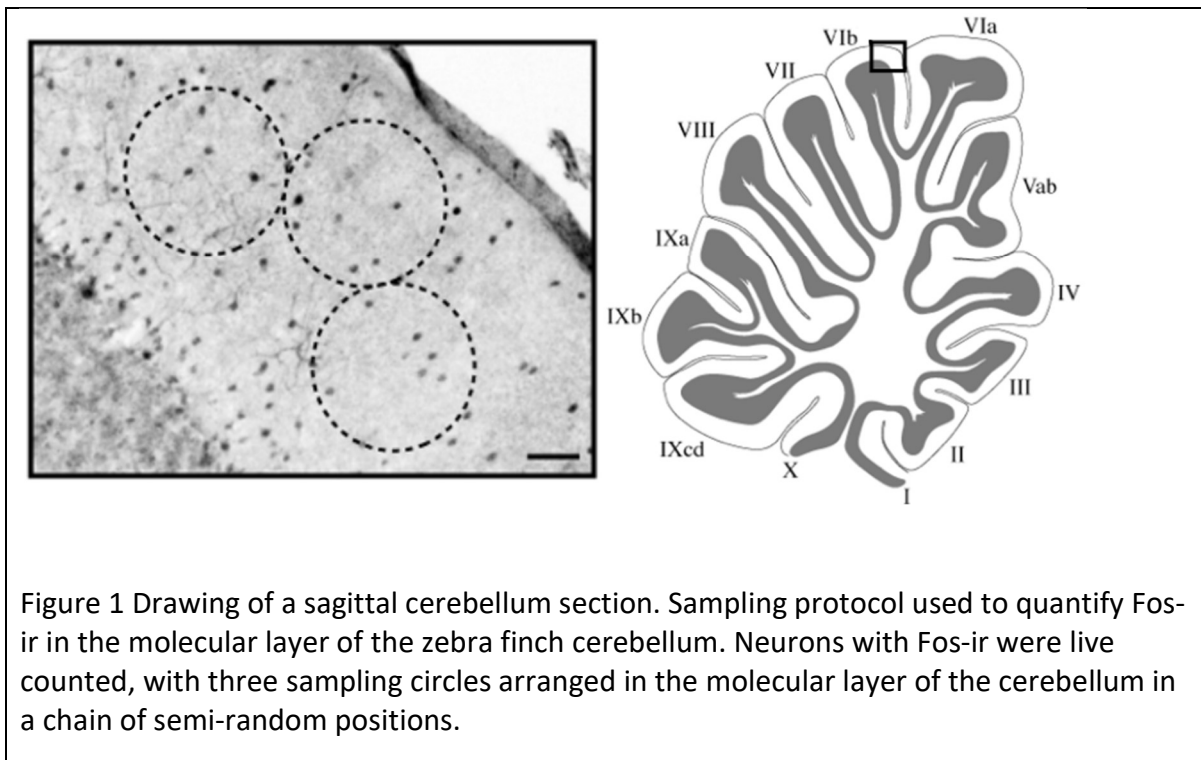 VIa
VIb
VII
VIII
Vab
IXa
IV
IXb
III
IXcd
II
X
I
Figure 1 Drawing of a sagittal cerebellum section. Sampling protocol used to quantify Fos-
ir in the molecular layer of the zebra finch cerebellum. Neurons with Fos-ir were live
counted, with three sampling circles arranged in the molecular layer of the cerebellum in
a chain of semi-random positions.